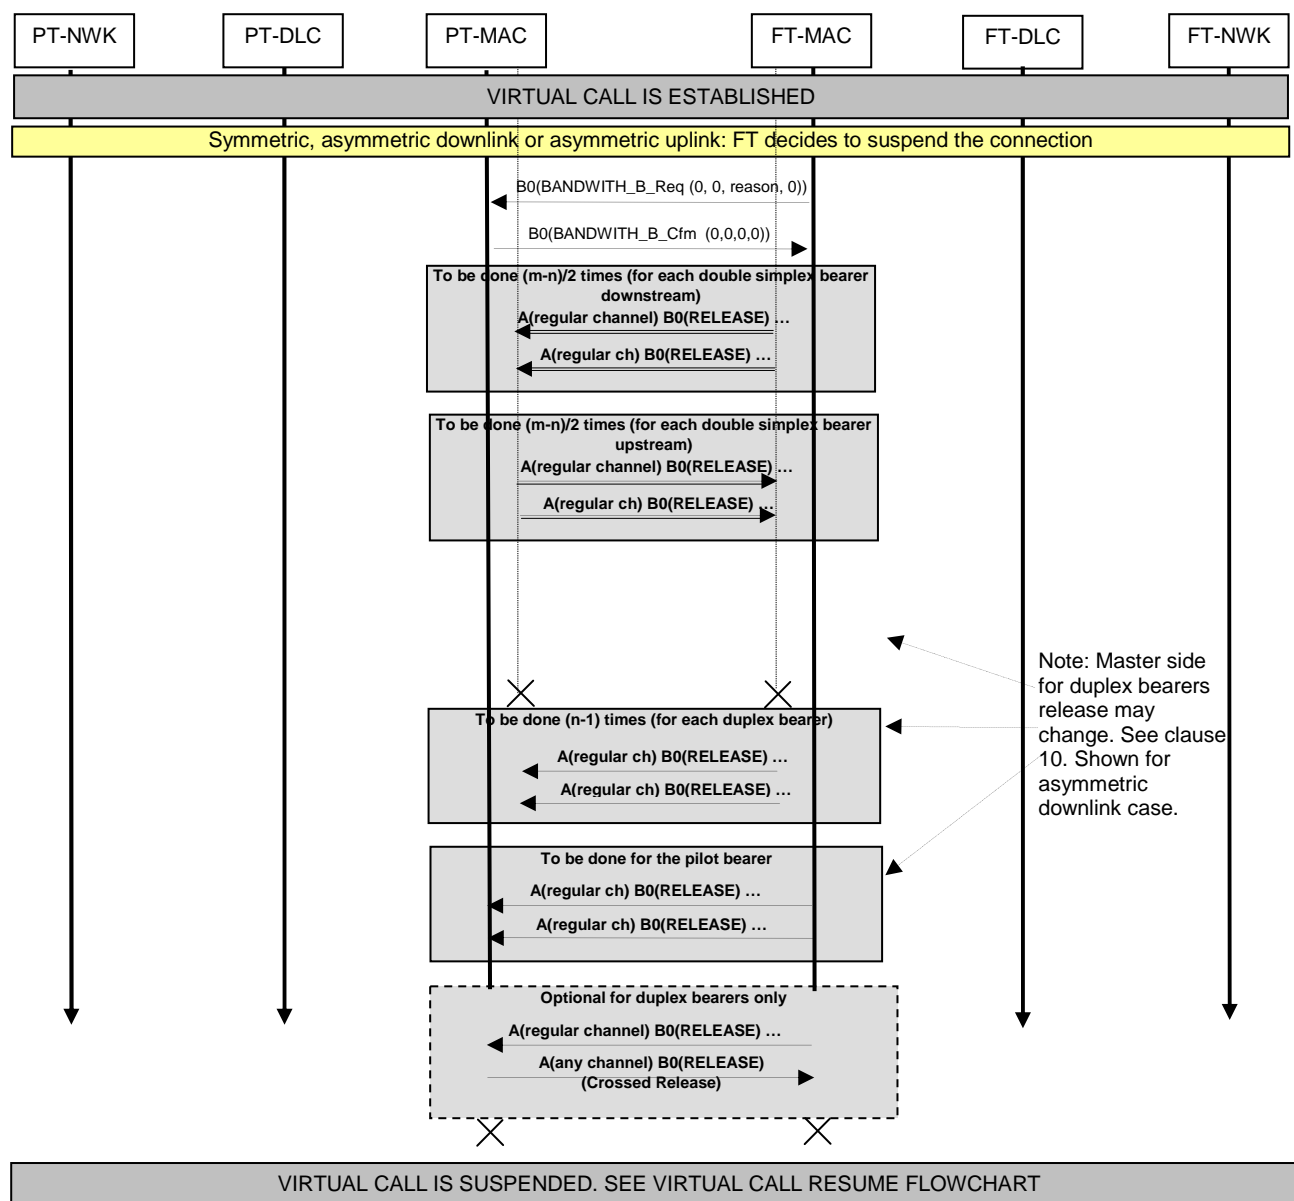 PT-NWK
PT-DLC
PT-MAC
FT-MAC
FT-DLC
FT-NWK
VIRTUAL CALL IS ESTABLISHED
Symmetric, asymmetric downlink or asymmetric uplink: FT decides to suspend the connection
B0(BANDWITH_B_Req (0, 0, reason, 0))
B0(BANDWITH_B_Cfm (0,0,0,0))
To be done (m-n)/2 times (for each double simplex bearer
downstream)
A(regular channel) B0(RELEASE) …
A(regular ch) B0(RELEASE) …
To be done (m-n)/2 times (for each double simplex bearer
upstream)
A(regular channel) B0(RELEASE) …
A(regular ch) B0(RELEASE) …
Note: Master side
for duplex bearers
release may
change. See clause
10. Shown for
asymmetric
downlink case.
To be done (n-1) times (for each duplex bearer)
A(regular ch) B0(RELEASE) …
A(regular ch) B0(RELEASE) …
To be done for the pilot bearer
A(regular ch) B0(RELEASE) …
A(regular ch) B0(RELEASE) …
Optional for duplex bearers only
A(regular channel) B0(RELEASE) …
A(any channel) B0(RELEASE)
(Crossed Release)
VIRTUAL CALL IS SUSPENDED. SEE VIRTUAL CALL RESUME FLOWCHART